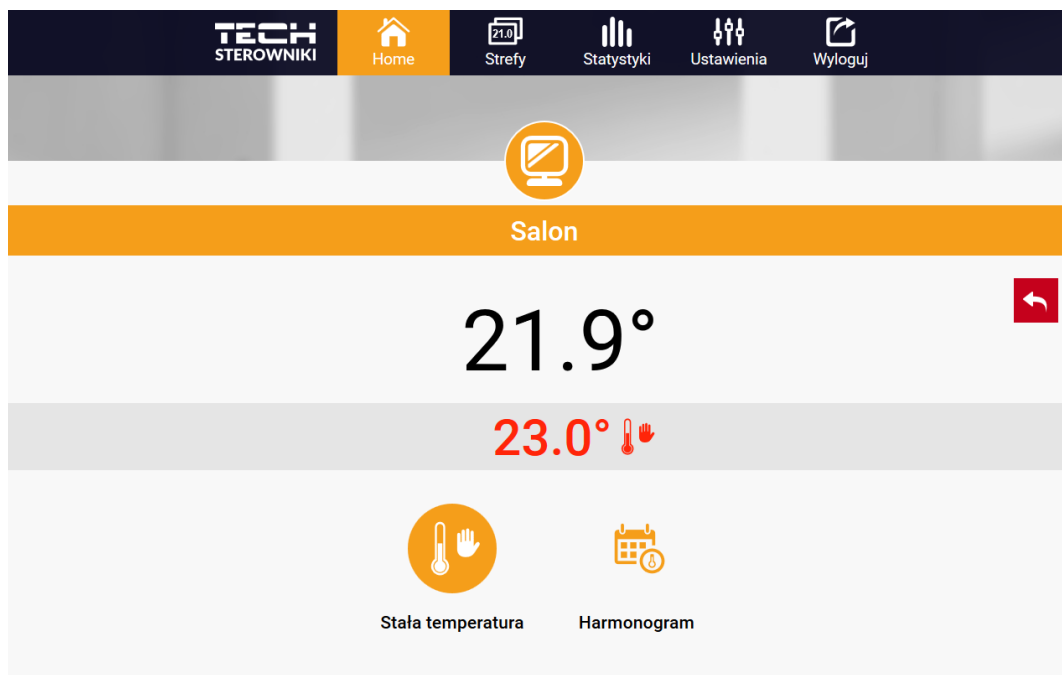 TECH
STEROWNIKI
Home
21.0
Strefy
Statystyki
Ustawienia
Wyloguj
Salon
21.9°
23.0°
Stała temperatura
Harmonogram